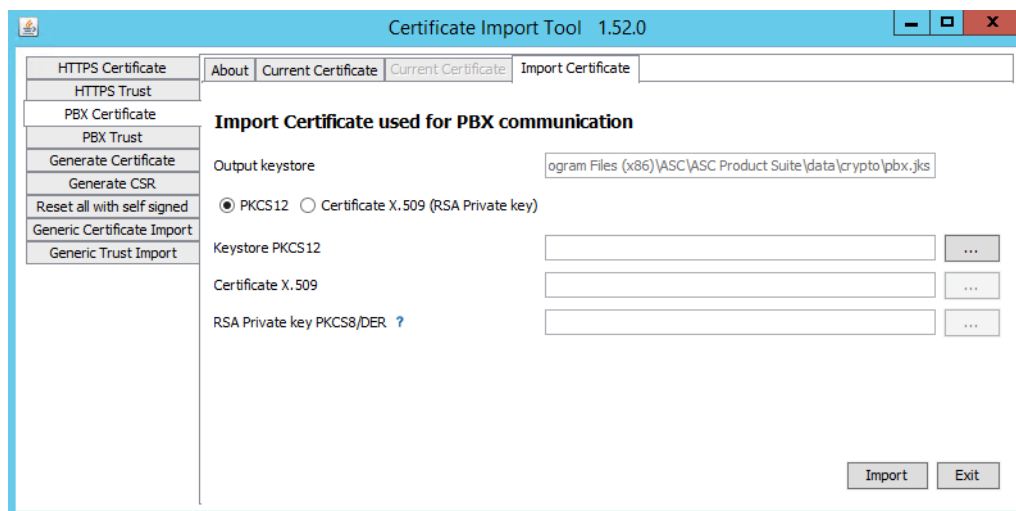 Certificate Import Tool 1.52.0
HTTPS Certificate
HTTPS Trust
PBX Certificate
PBX Trust
Generate Certificate
Generate CSR
Reset all with self signed
Generic Certificate Import
Generic Trust Import
About Current Certificate Current Certificate Import Certificate
Import Certificate used for PBX communication
Output keystore ogram Files (x86)\ASC\ASC Product Suite\data\crypto\pbx.jks
PKCS12 Certificate X.509 (RSA Private key)
Keystore PKCS12 ...
Certificate X.509 ...
RSA Private key PKCS8/DER ? ...
Import Exit